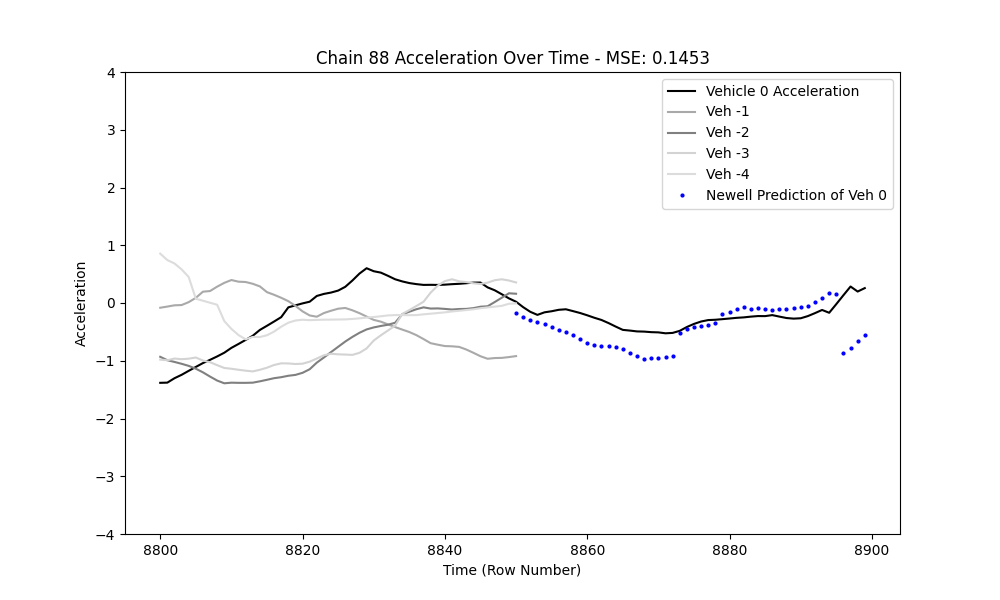 Chain 88 Acceleration Over Time - MSE: 0.1453
Vehicle 0 Acceleration
Veh -1
Veh -2
Veh -3
Veh -4
Newell Prediction of Veh 0
Acceleration
4
3
2
1
0
−1
−2
−3
−4
8800 8820 8840 8860 8880 8900
Time (Row Number)